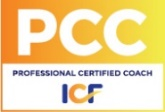 PCC
PROFESSIONAL CERTIFIED COACH
ICF